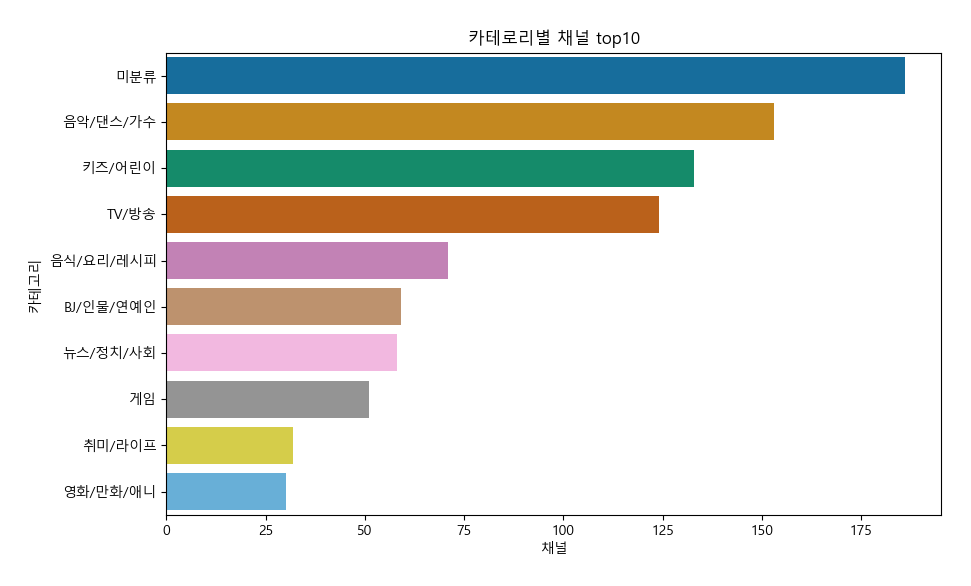 카테로리별 채널 top10
카테고리
미분류
음악/댄스/가수
키즈/어린이
TV/방송
음식/요리/레시피
BJ/인물/연예인
뉴스/정치/사회
게임
취미/라이프
영화/만화/애니
0 25 50 75 100 125 150 175
채널